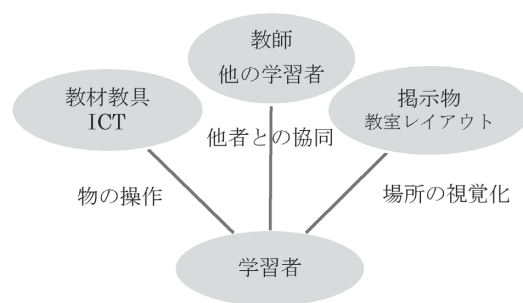 教師
他の学習者
教材教具
ICT
掲示物
教室レイアウト
他者との協同
物の操作
場所の視覚化
学習者